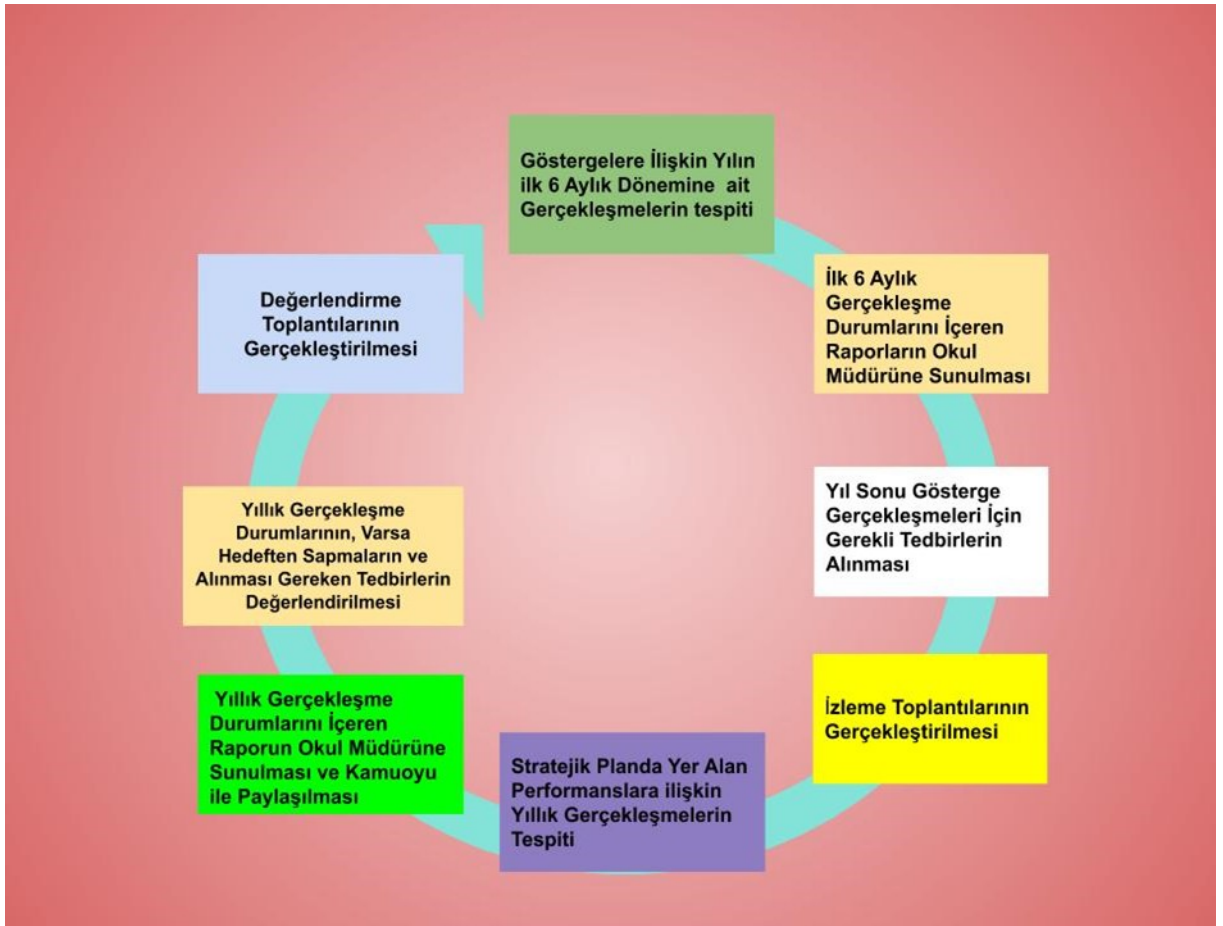 Göstergelere İlişkin Yılın
ilk 6 Aylık Dönemine ait
Gerçekleşmelerin tespiti
İlk 6 Aylık
Gerçekleşme
Durumlarını İçeren
Raporların Okul
Müdürüne Sunulması
Yıl Sonu Gösterge
Gerçekleşmeleri İçin
Gerekli Tedbirlerin
Alınması
İzleme Toplantılarının
Gerçekleştirilmesi
Stratejik Planda Yer Alan
Performanslara ilişkin
Yıllık Gerçekleşmelerin
Tespiti
Yıllık Gerçekleşme
Durumlarını İçeren
Raporun Okul Müdürüne
Sunulması ve Kamuoyu
ile Paylaşılması
Yıllık Gerçekleşme
Durumlarının, Varsa
Hedeften Sapmaların ve
Alınması Gereken Tedbirlerin
Değerlendirilmesi
Değerlendirme
Toplantılarının
Gerçekleştirilmesi